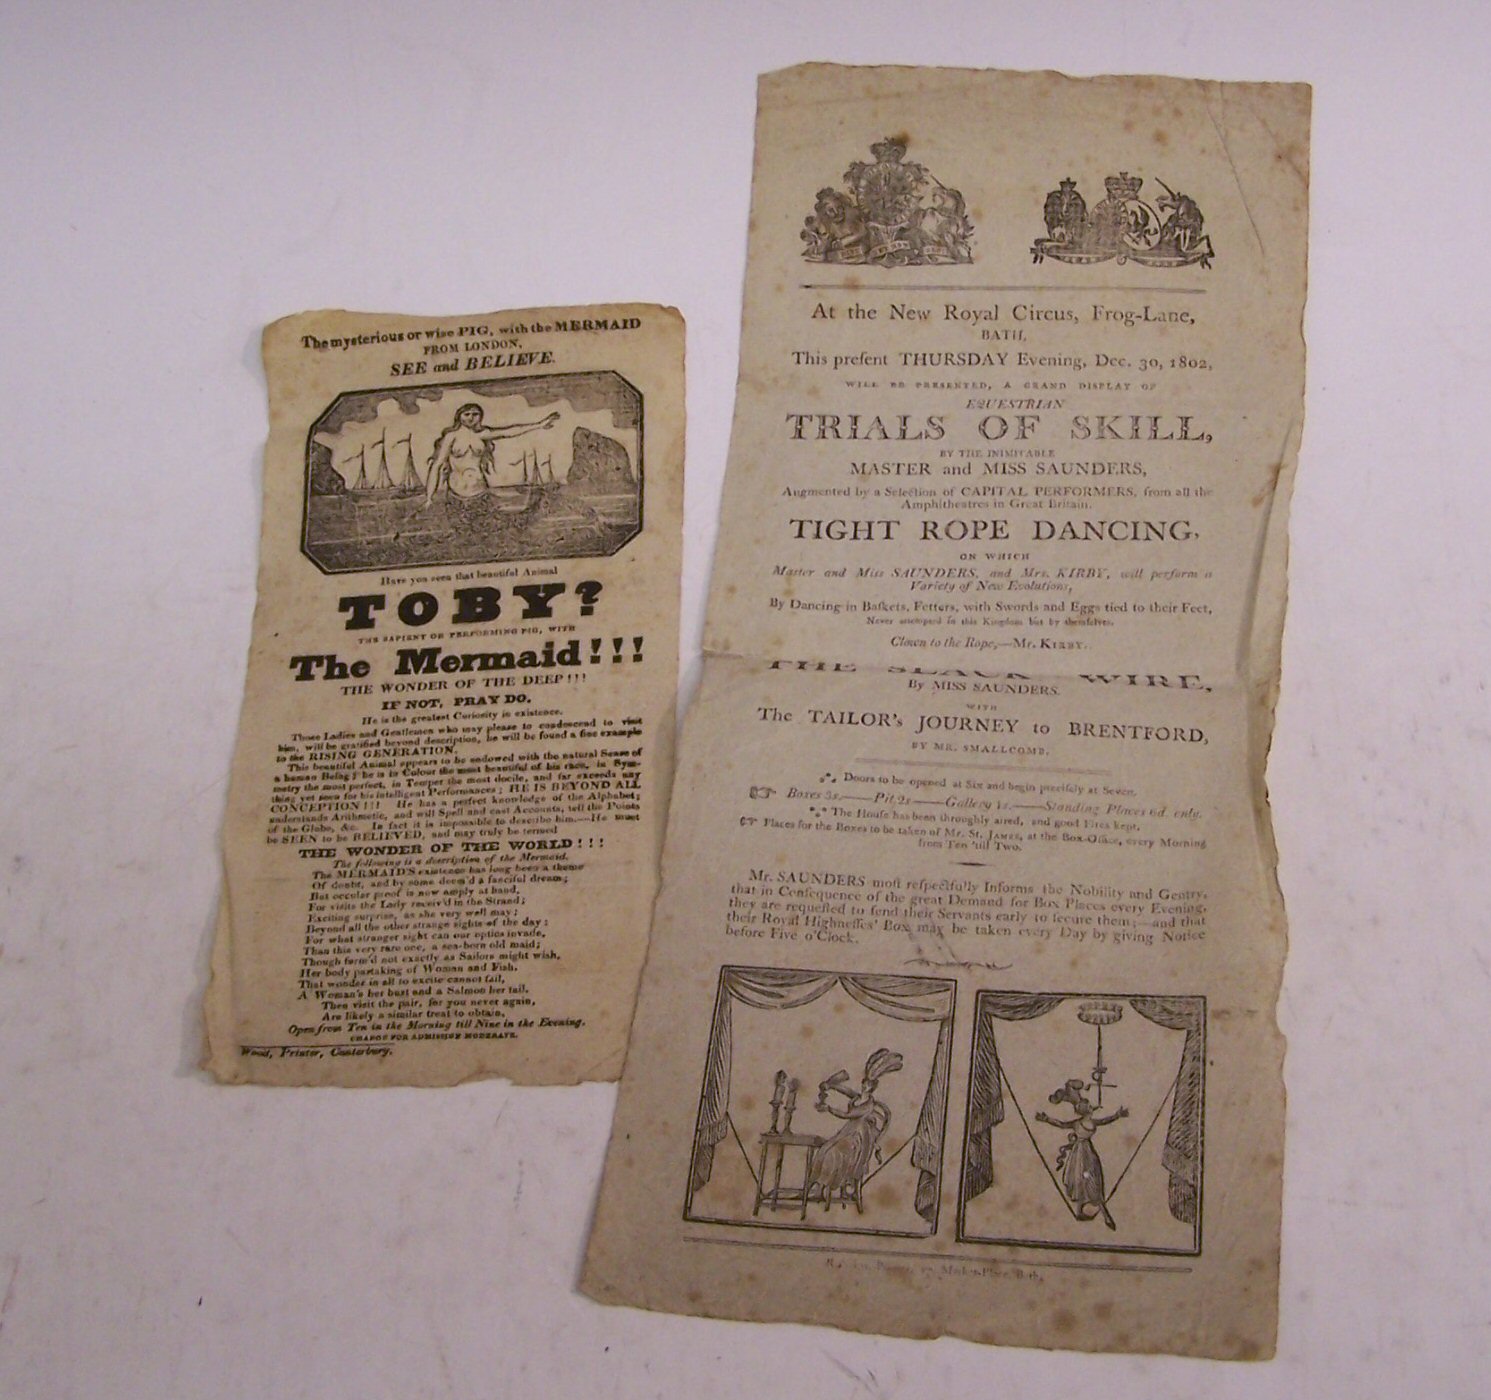 The mysterious or wise PIG, with the MERMAID
FROM LONDON,
SEE and BELIEVE.
Have you seen that beautiful Animal
TOBY?
THE SAPIENT OR PERFORMING PIG, WITH
The Mermaid!!!
THE WONDER OF THE DEEP!!!
IF NOT, PRAY DO.
He is the greatest Curiosity in existence.
Those Ladies and Gentlemen who may please to condescend to visit
him, will be gratified beyond description, he will be found a fine example
to the RISING GENERATION.
This beautiful Animal appears to be endowed with the natural Sense of
a human Being; he is in Colour the most beautiful of his race, in Sym-
metry the most perfect, in Temper the most docile, and far exceeds any
thing yet seen for his intelligent Performances; HE IS BEYOND ALL
CONCEPTION!!! He has a perfect knowledge of the Alphabet;
understands Arithmetic, and will Spell and cast Accounts, tell the Points
of the Globe, &c. In fact it is impossible to describe him.—He must
be SEEN to be BELIEVED, and may truly be termed
THE WONDER OF THE WORLD!!!
The following is a description of the Mermaid.
The MERMAID'S existence has long been a theme
Of doubt, and by some deem'd a fanciful dream;
But occular proof is now amply at hand,
For visits the Lady receiv'd in the Strand;
Exciting surprise, as she very well may;
Beyond all the other strange sights of the day;
For what stranger sight can our optics invade,
Than this very rare one, a sea-born old maid;
Though form'd not exactly as Sailors might wish,
Her body partaking of Woman and Fish,
That wonder in all to excite cannot fail,
A Woman's her bust and a Salmon her tail.
Then visit the pair, for you never again,
Are likely a similar treat to obtain,
Open from Ten in the Morning till Nine in the Evening.
CHARGE FOR ADMISSION MODERATE.
Wood, Printer, Canterbury.
At the New Royal Circus, Frog-Lane,
BATH,
This preſent THURSDAY Evening, Dec. 30, 1802,
WILL BE PRESENTED, A GRAND DISPLAY OF
EQUESTRIAN
TRIALS OF SKILL,
BY THE INIMITABLE
MASTER and MISS SAUNDERS,
Augmented by a Selection of CAPITAL PERFORMERS, from all the
Amphitheatres in Great Britain.
TIGHT ROPE DANCING,
ON WHICH
Master and Miss SAUNDERS, and Mrs. KIRBY, will perform a
Variety of New Evolutions,
By Dancing in Baſkets, Fetters, with Swords and Eggs tied to their Feet,
Never attempted in this Kingdom but by themſelves.
Clown to the Rope,—Mr. KIRBY.
THE SLACK WIRE,
By MISS SAUNDERS.
WITH
The TAILOR's JOURNEY to BRENTFORD,
BY MR. SMALLCOMB.
Doors to be opened at Six and begin preciſely at Seven.
☞ Boxes 3s.——Pit 2s——Gallery 1s.——Standing Places 6d. only.
The Houſe has been throughly aired, and good Fires kept.
☞ Places for the Boxes to be taken of Mr. St. JAMES, at the Box-Office, every Morning
from Ten 'till Two.
Mr. SAUNDERS moſt reſpectfully Informs the Nobility and Gentry,
that in Conſequence of the great Demand for Box Places every Evening,
they are requeſted to ſend their Servants early to ſecure them;—and that
their Royal Highneſſes' Box may be taken every Day by giving Notice
before Five o'Clock.